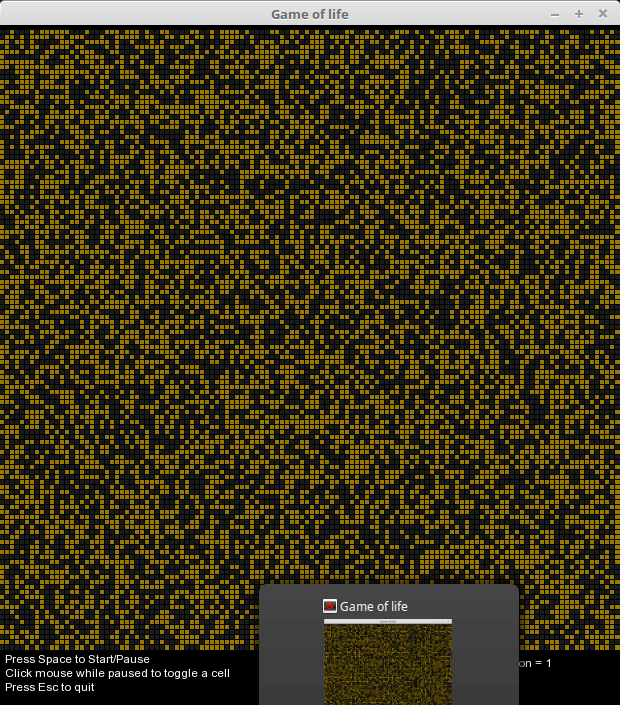 Game of life
Game of life
Press Space to Start/Pause
on = 1
Click mouse while paused to toggle a cell
Press Esc to quit